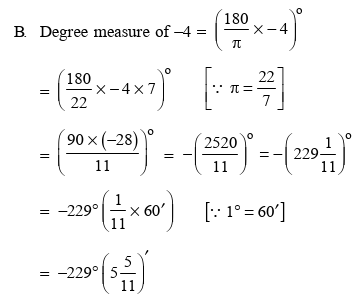 B. Degree measure of –4 = (180/π × – 4)°
= (180/22 × – 4 × 7)° [∵ π = 22/7]
= (90 × (–28)/11)° = –(2520/11)° = –(229 1/11)°
= –229° (1/11 × 60′) [∵ 1° = 60′]
= –229° (5 5/11)′